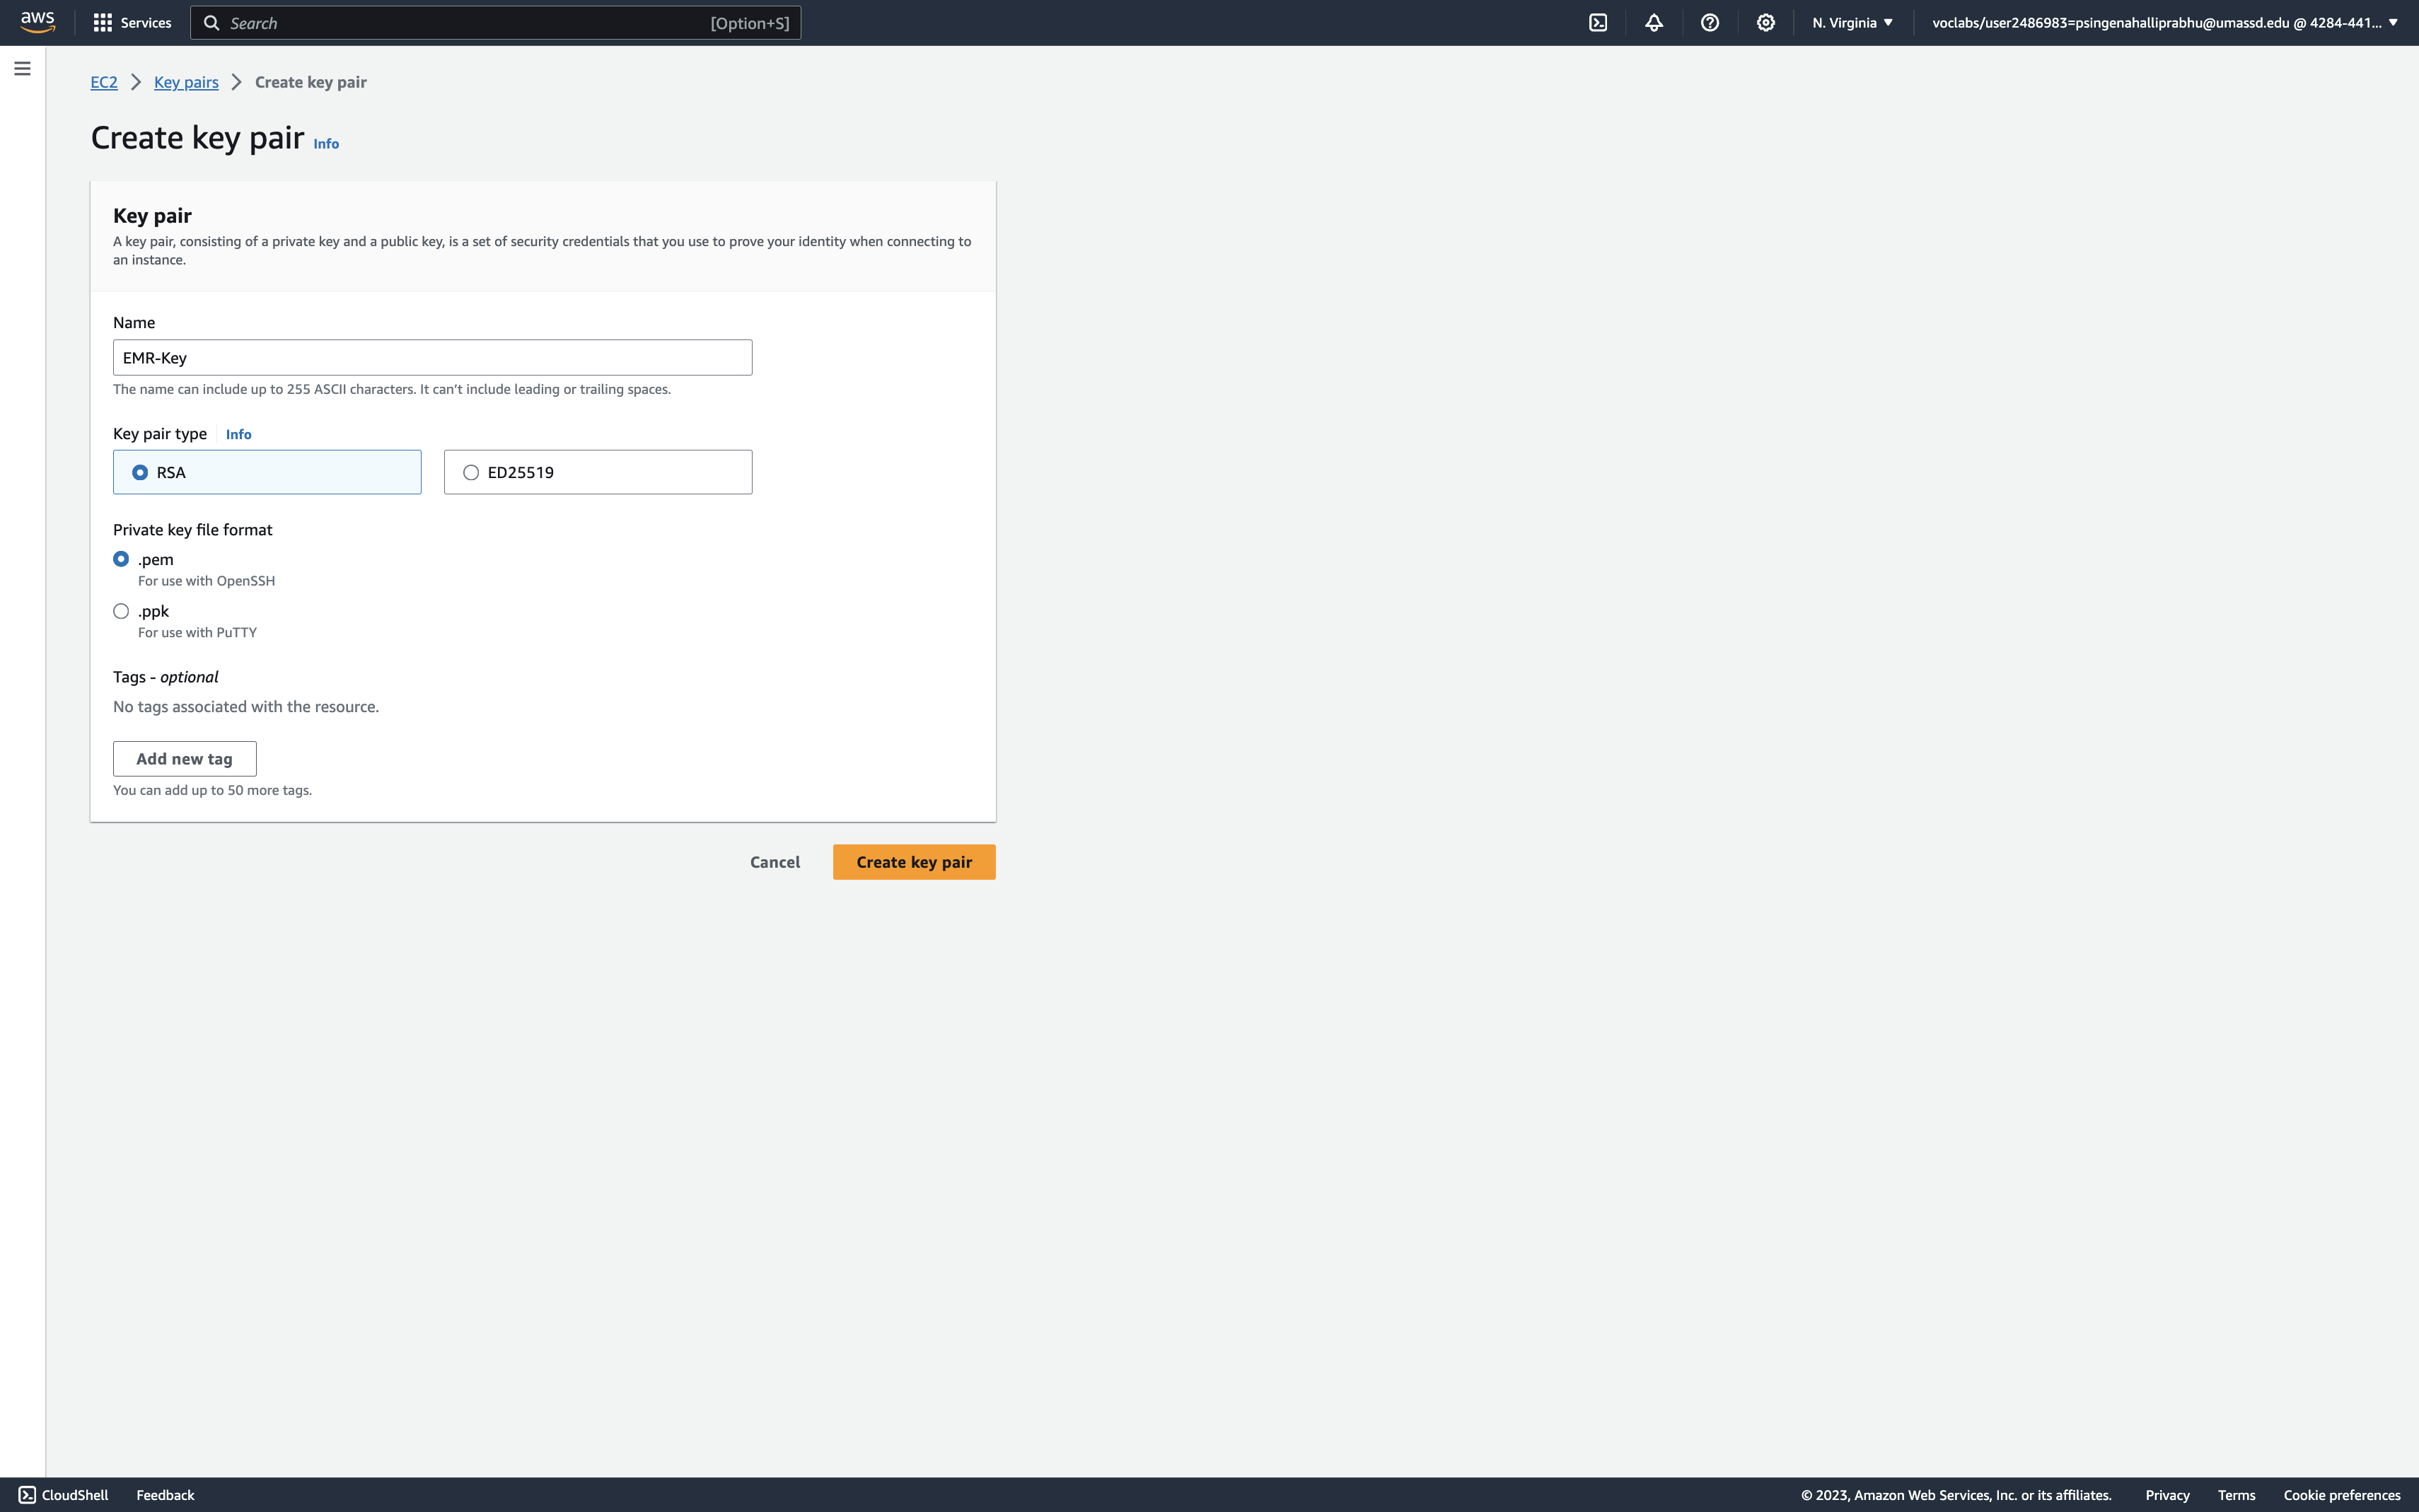 aws
Services
Search
[Option+S]
N. Virginia
voclabs/user2486983=psingenahalliprabhu@umassd.edu @ 4284-441...
EC2
Key pairs
Create key pair
Create key pair
Info
Key pair
A key pair, consisting of a private key and a public key, is a set of security credentials that you use to prove your identity when connecting to
an instance.
Name
EMR-Key
The name can include up to 255 ASCII characters. It can't include leading or trailing spaces.
Key pair type
Info
RSA
ED25519
Private key file format
.pem
For use with OpenSSH
.ppk
For use with PuTTY
Tags - optional
No tags associated with the resource.
Add new tag
You can add up to 50 more tags.
Cancel
Create key pair
CloudShell
Feedback
© 2023, Amazon Web Services, Inc. or its affiliates.
Privacy
Terms
Cookie preferences